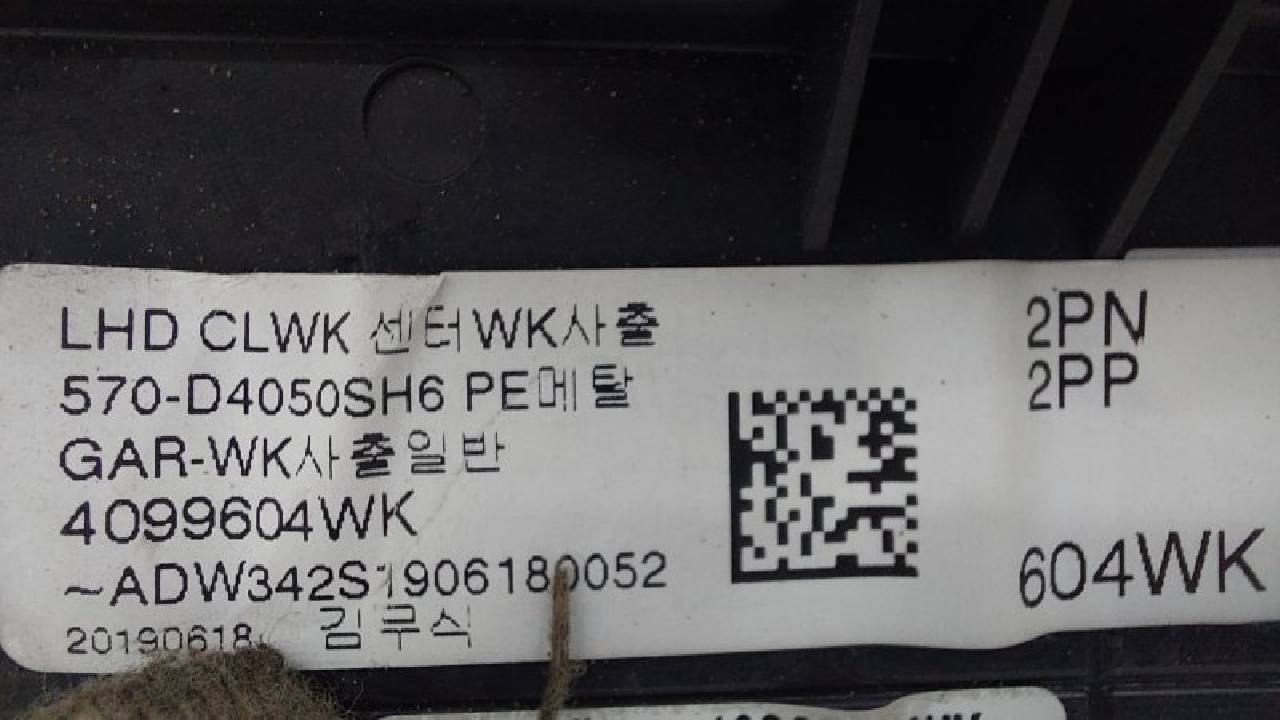 LHD CLWK 센터WK사출
570-D4050SH6 PE메탈
GAR-WK사출일반
4099604WK
~ADW342S1906180052
20190618 김무식
2PN
2PP
604WK